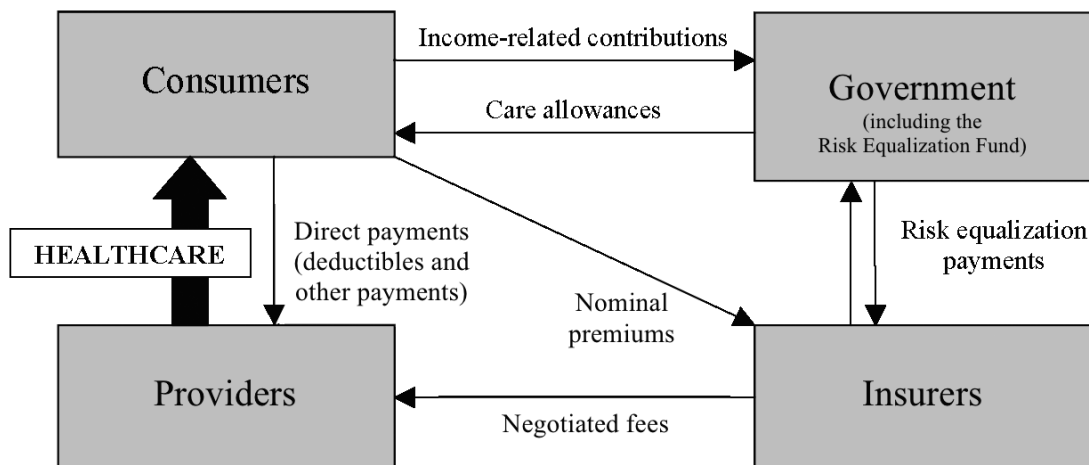 Income-related contributions
Consumers
Government
(including the
Risk Equalization Fund)
Care allowances
HEALTHCARE
Direct payments
(deductibles and
other payments)
Risk equalization
payments
Nominal
premiums
Providers
Insurers
Negotiated fees